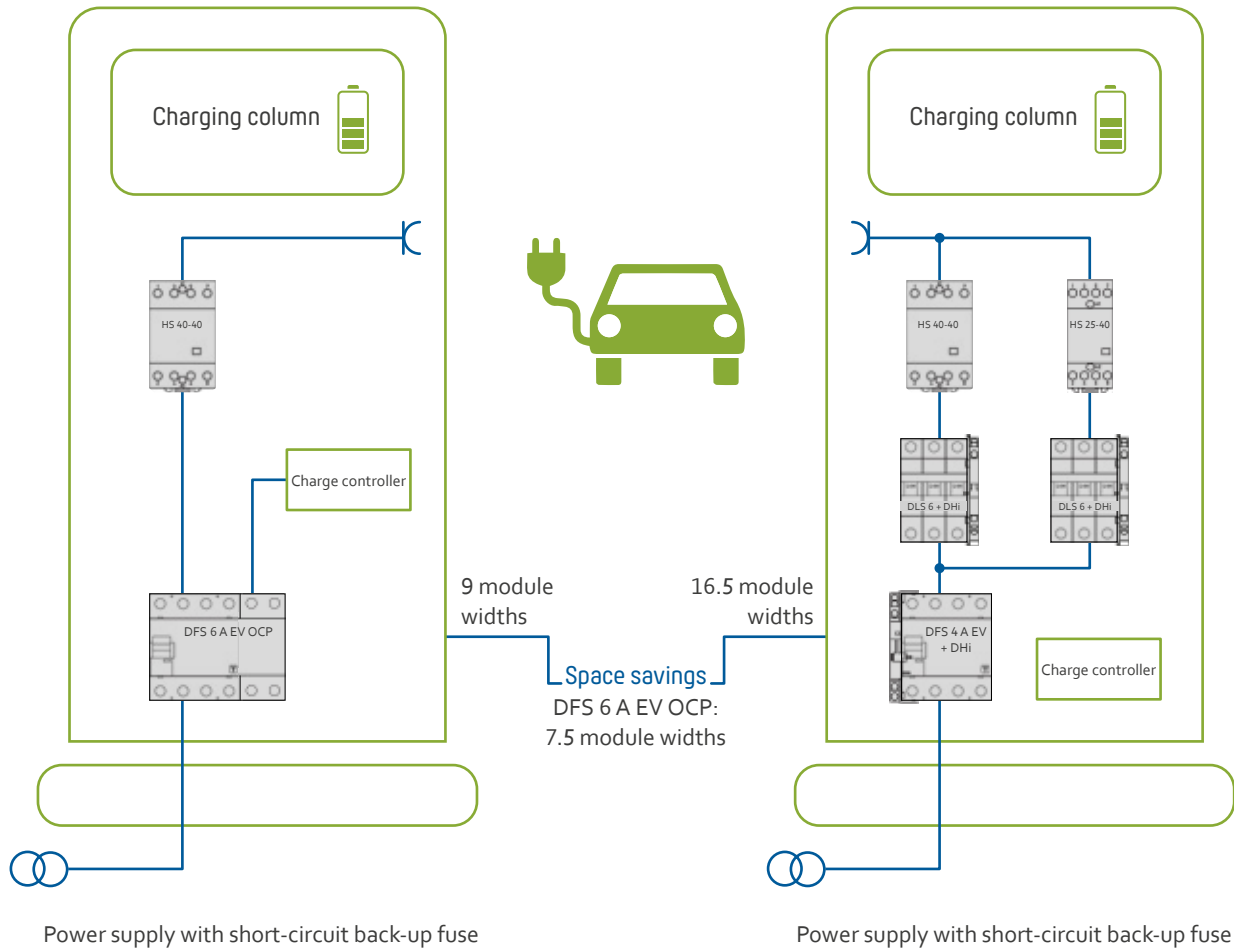 Charging column
HS 40-40
Charge controller
DFS 6 A EV OCP
9 module
widths
Space savings
DFS 6 A EV OCP:
7.5 module widths
16.5 module
widths
Charging column
HS 40-40
HS 25-40
DLS 6 + DHi
DLS 6 + DHi
DFS 4 A EV
+ DHi
Charge controller
Power supply with short-circuit back-up fuse
Power supply with short-circuit back-up fuse